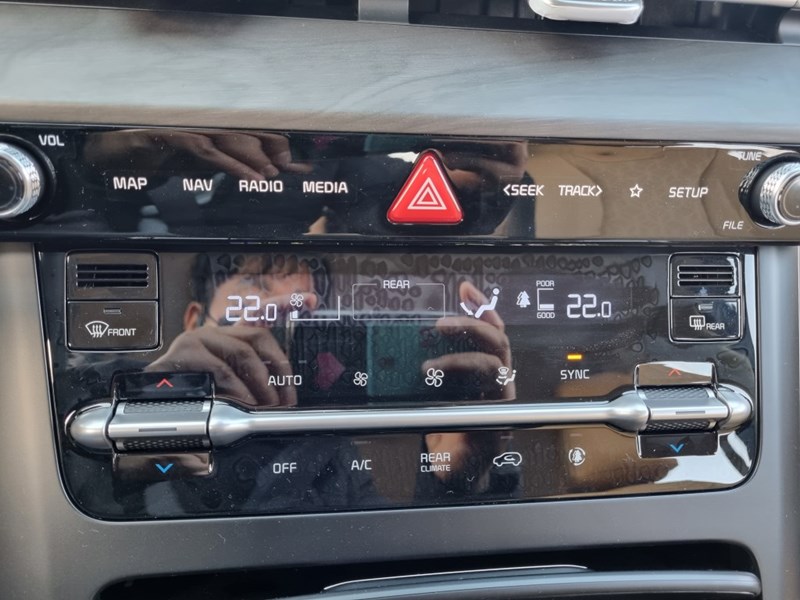 VOL
TUNE
MAP NAV RADIO MEDIA <SEEK TRACK> SETUP
FILE
REAR
POOR
22.0 22.0
GOOD
FRONT REAR
AUTO SYNC
OFF A/C REAR
CLIMATE